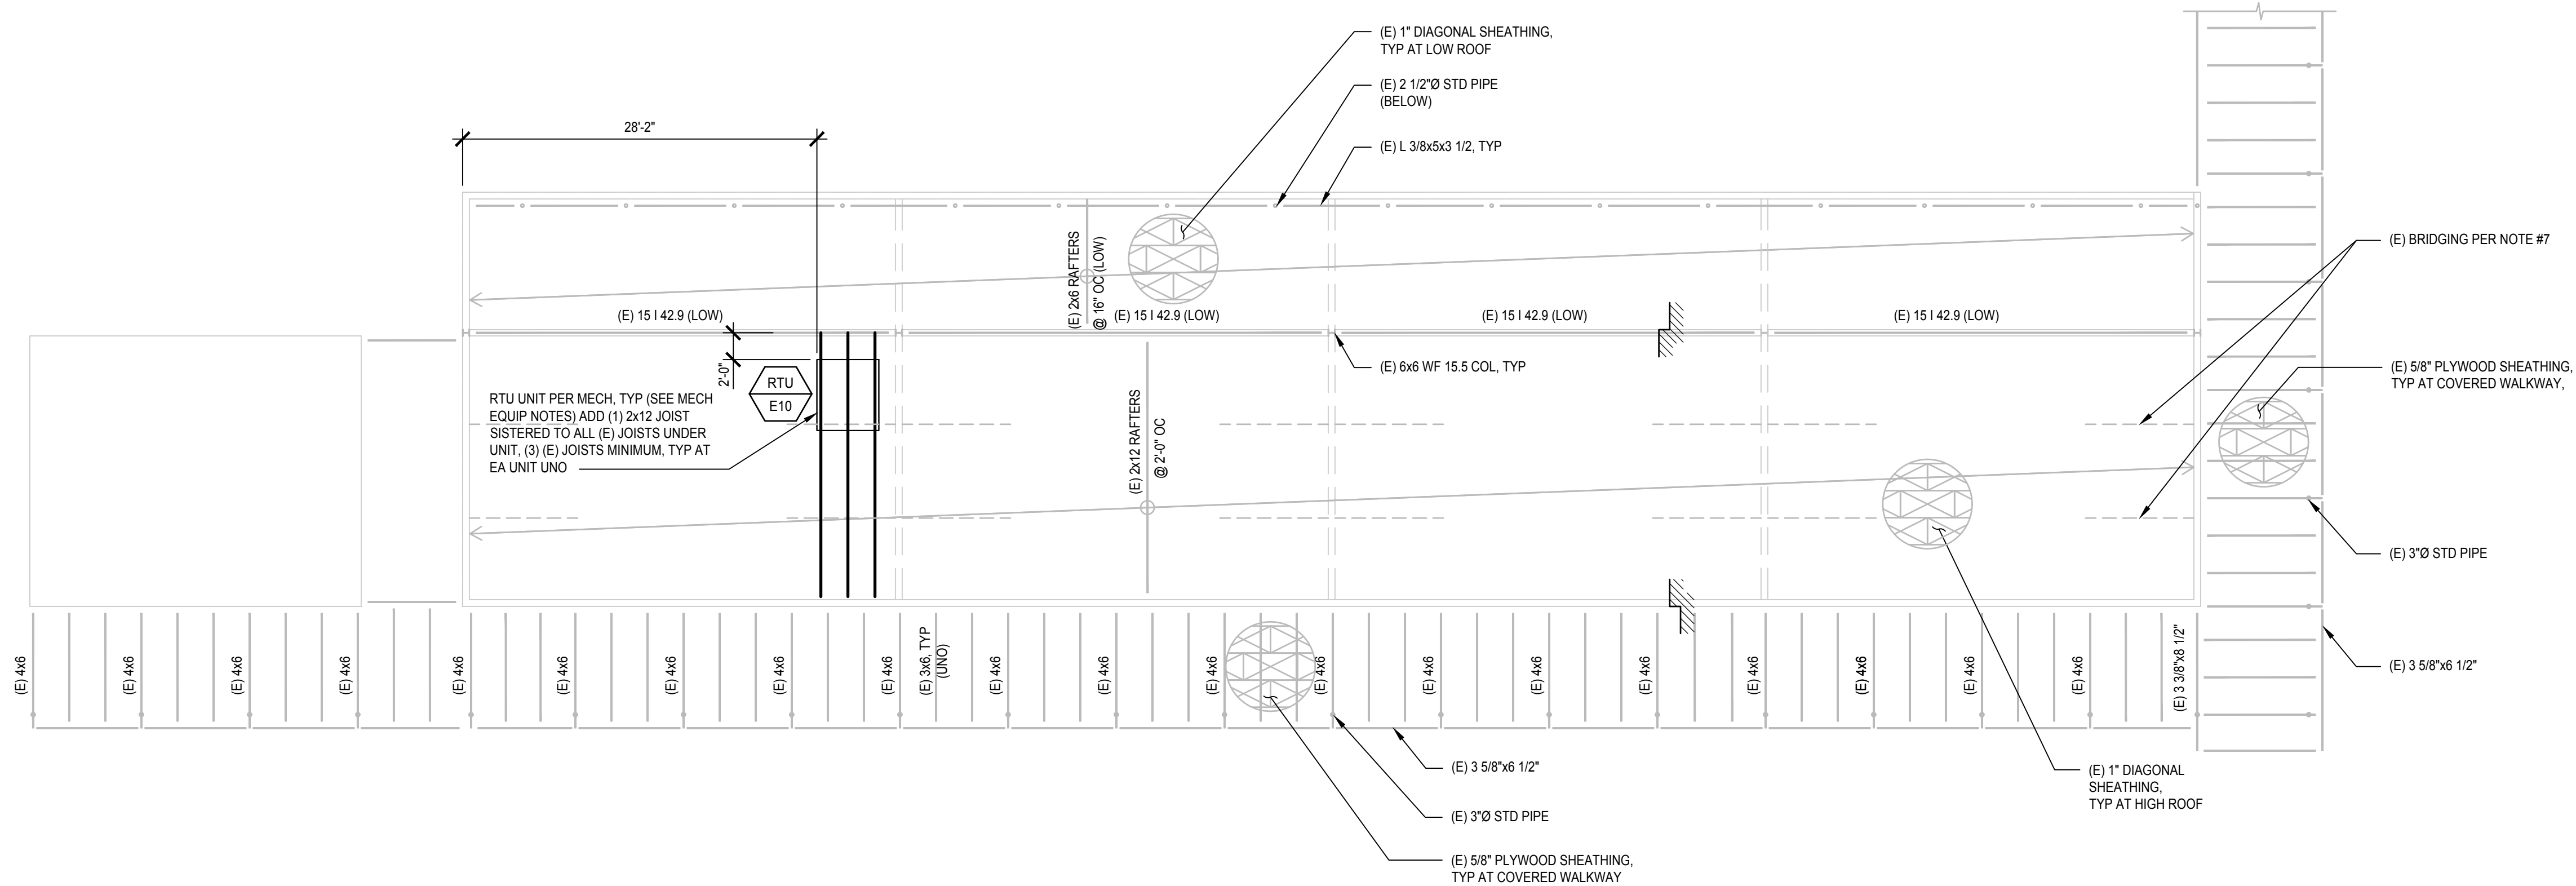 (E) 1" DIAGONAL SHEATHING,
TYP AT LOW ROOF
(E) 2 1/2"Ø STD PIPE
(BELOW)
28'-2"
(E) L 3/8x5x3 1/2, TYP
(E) BRIDGING PER NOTE #7
(E) 2x6 RAFTERS
@ 16" OC (LOW)
(E) 15 I 42.9 (LOW)
(E) 15 I 42.9 (LOW)
(E) 15 I 42.9 (LOW)
(E) 15 I 42.9 (LOW)
2'-0"
(E) 6x6 WF 15.5 COL, TYP
(E) 5/8" PLYWOOD SHEATHING,
TYP AT COVERED WALKWAY,
RTU
E10
RTU UNIT PER MECH, TYP (SEE MECH
EQUIP NOTES) ADD (1) 2x12 JOIST
SISTERED TO ALL (E) JOISTS UNDER
UNIT, (3) (E) JOISTS MINIMUM, TYP AT
EA UNIT UNO
(E) 2x12 RAFTERS
@ 2'-0" OC
(E) 3"Ø STD PIPE
(E) 4x6
(E) 4x6
(E) 4x6
(E) 4x6
(E) 4x6
(E) 4x6
(E) 4x6
(E) 4x6
(E) 4x6
(E) 3x6, TYP
(UNO)
(E) 4x6
(E) 4x6
(E) 4x6
(E) 4x6
(E) 4x6
(E) 4x6
(E) 4x6
(E) 4x6
(E) 4x6
(E) 4x6
(E) 4x6
(E) 3 3/8"x8 1/2"
(E) 3 5/8"x6 1/2"
(E) 3 5/8"x6 1/2"
(E) 1" DIAGONAL
SHEATHING,
TYP AT HIGH ROOF
(E) 3"Ø STD PIPE
(E) 5/8" PLYWOOD SHEATHING,
TYP AT COVERED WALKWAY